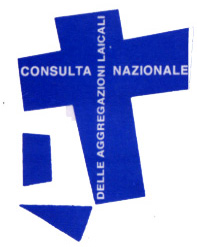 CONSULTA NAZIONALE
DELLE AGGREGAZIONI LAICALI